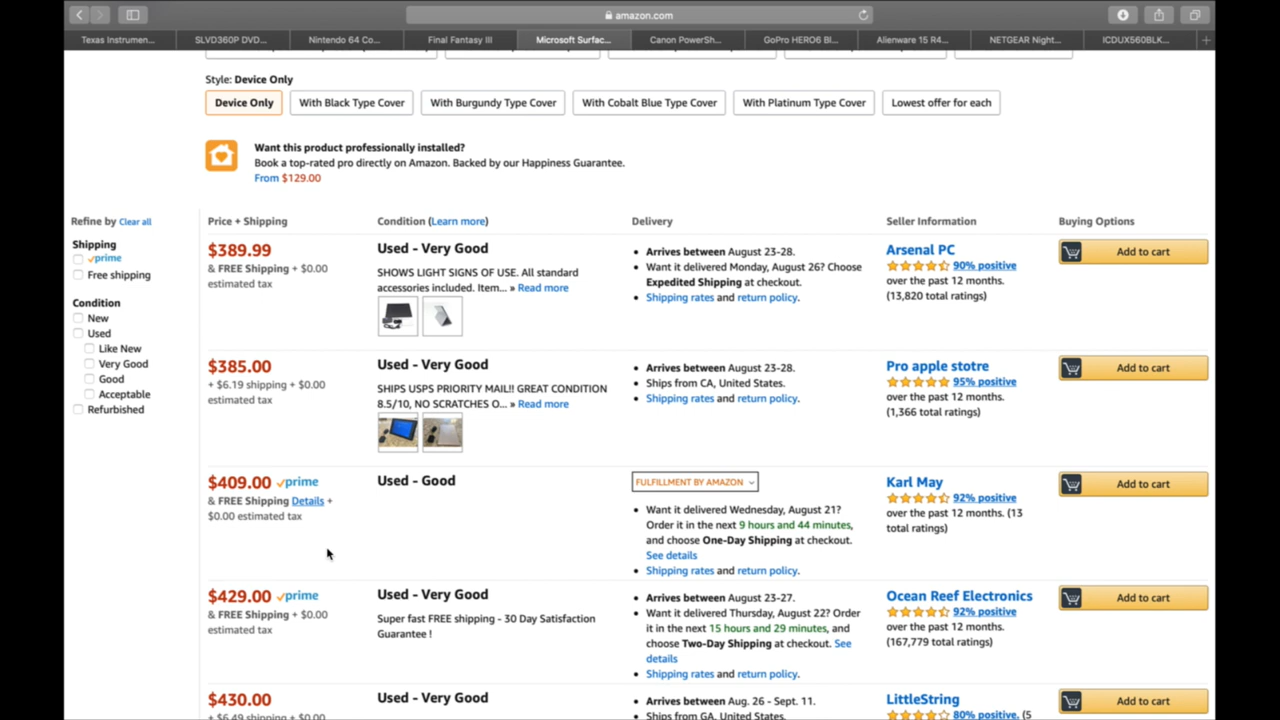 amazon.com
Texas Instrumen...
SLVD360P DVD...
Nintendo 64 Co...
Final Fantasy III
Microsoft Surfac...
Canon PowerSh...
GoPro HERO6 Bl...
Alienware 15 R4...
NETGEAR Night...
ICDUX560BLK...
Style: Device Only
Device Only
With Black Type Cover
With Burgundy Type Cover
With Cobalt Blue Type Cover
With Platinum Type Cover
Lowest offer for each
Want this product professionally installed?
Book a top-rated pro directly on Amazon. Backed by our Happiness Guarantee.
From $129.00
Refine by Clear all
Shipping
prime
Free shipping
Condition
New
Used
Like New
Very Good
Good
Acceptable
Refurbished
Price + Shipping
Condition (Learn more)
Delivery
Seller Information
Buying Options
$389.99
& FREE Shipping + $0.00
estimated tax
Used - Very Good
SHOWS LIGHT SIGNS OF USE. All standard
accessories included. Item... » Read more
Arrives between August 23-28.
Want it delivered Monday, August 26? Choose
Expedited Shipping at checkout.
Shipping rates and return policy.
Arsenal PC
90% positive
over the past 12 months.
(13,820 total ratings)
Add to cart
$385.00
+ $6.19 shipping + $0.00
estimated tax
Used - Very Good
SHIPS USPS PRIORITY MAIL!! GREAT CONDITION
8.5/10, NO SCRATCHES O... » Read more
Arrives between August 23-28.
Ships from CA, United States.
Shipping rates and return policy.
Pro apple stotre
95% positive
over the past 12 months.
(1,366 total ratings)
Add to cart
$409.00 prime
& FREE Shipping Details +
$0.00 estimated tax
Used - Good
FULFILLMENT BY AMAZON
Want it delivered Wednesday, August 21?
Order it in the next 9 hours and 44 minutes,
and choose One-Day Shipping at checkout.
See details
Shipping rates and return policy.
Karl May
92% positive
over the past 12 months. (13
total ratings)
Add to cart
$429.00 prime
& FREE Shipping + $0.00
estimated tax
Used - Very Good
Super fast FREE shipping - 30 Day Satisfaction
Guarantee !
Arrives between August 23-27.
Want it delivered Thursday, August 22? Order
it in the next 15 hours and 29 minutes, and
choose Two-Day Shipping at checkout. See
details
Shipping rates and return policy.
Ocean Reef Electronics
92% positive
over the past 12 months.
(167,779 total ratings)
Add to cart
$430.00
+ $6.49 shipping + $0.00
Used - Very Good
Arrives between Aug. 26 - Sept. 11.
Ships from GA, United States.
LittleString
80% positive. (5
Add to cart